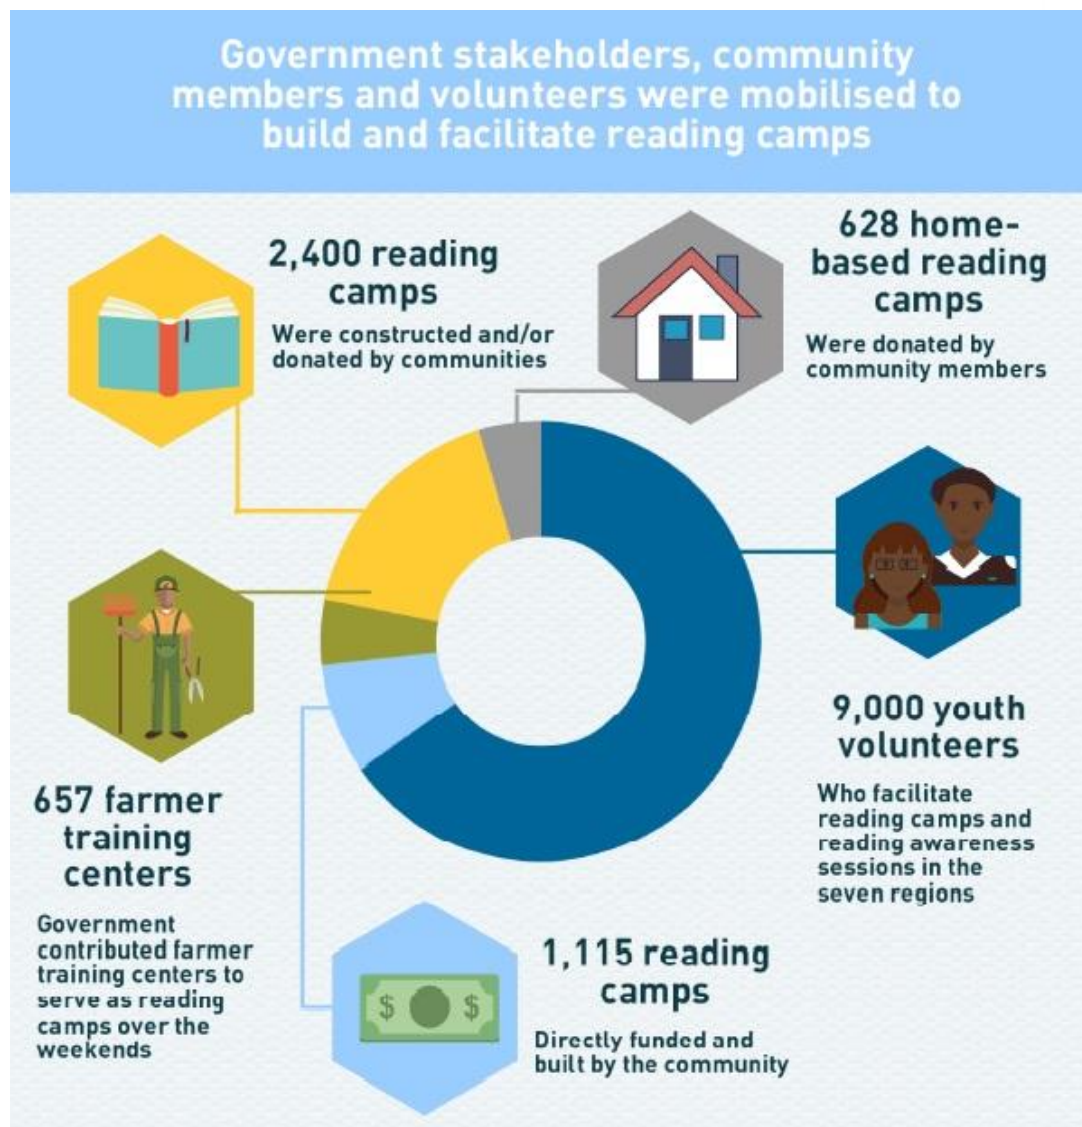 Government stakeholders, community
members and volunteers were mobilised to
build and facilitate reading camps
2,400 reading
camps
Were constructed and/or
donated by communities
628 home-
based reading
camps
Were donated by
community members
9,000 youth
volunteers
Who facilitate
reading camps and
reading awareness
sessions in the
seven regions
657 farmer
training
centers
Government
contributed farmer
training centers to
serve as reading
camps over the
weekends
$ $
1,115 reading
camps
Directly funded and
built by the community